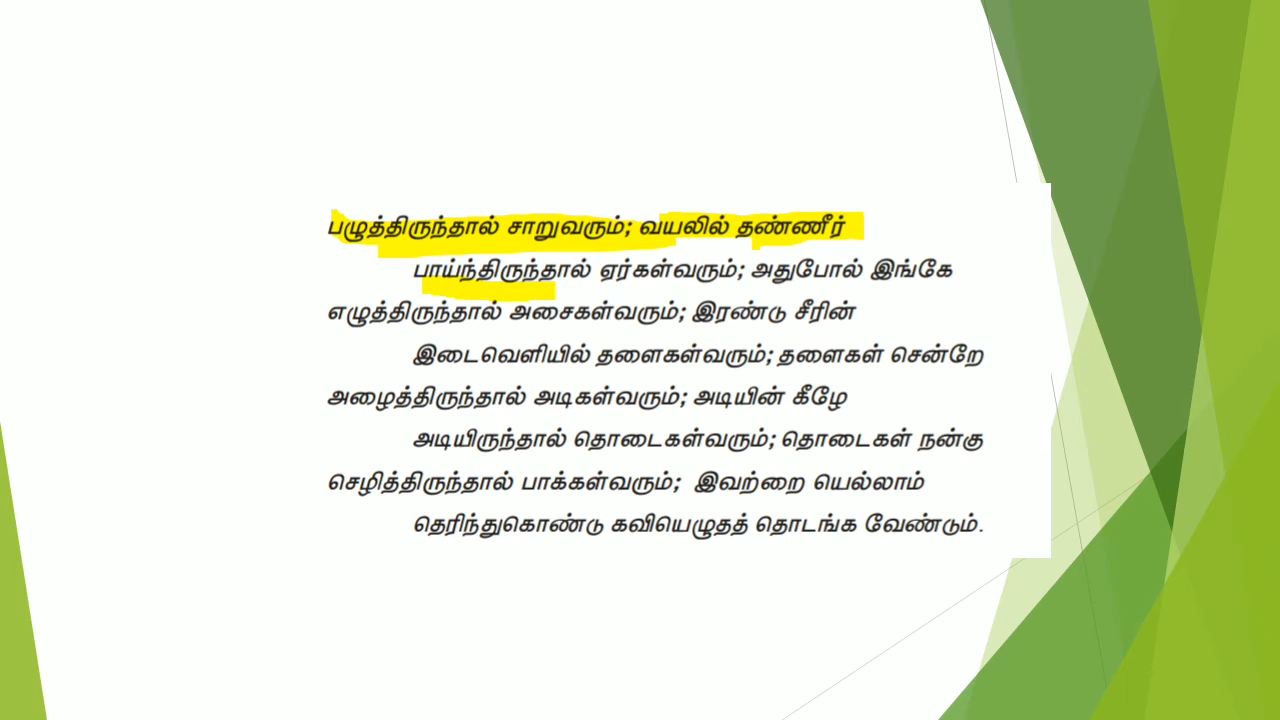 பழுத்திருந்தால் சாறுவரும்; வயலில் தண்ணீர்
பாய்ந்திருந்தால் ஏர்கள்வரும்; அதுபோல் இங்கே
எழுத்திருந்தால் அசைகள்வரும்; இரண்டு சீரின்
இடைவெளியில் தளைகள்வரும்; தளைகள் சென்றே
அழைத்திருந்தால் அடிகள்வரும்; அடியின் கீழே
அடியிருந்தால் தொடைகள்வரும்; தொடைகள் நன்கு
செழித்திருந்தால் பாக்கள்வரும்; இவற்றை யெல்லாம்
தெரிந்துகொண்டு கவியெழுதத் தொடங்க வேண்டும்.